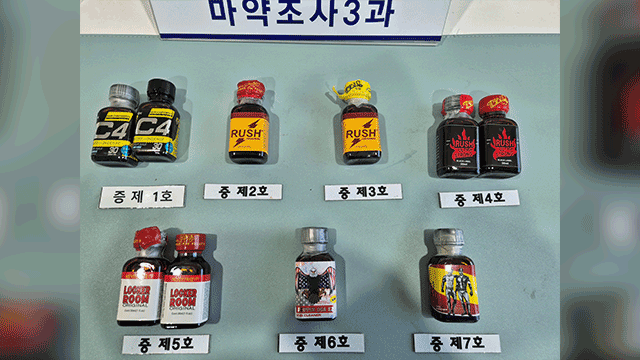 마약조사3과
C4
C4
RUSH
RUSH
RUSH
RUSH
증 제 1호
증 제2호
증 제3호
증 제4호
LOCKER
ROOM
ORIGINAL
LOCKER
ROOM
ORIGINAL
증 제5호
증 제6호
증 제7호